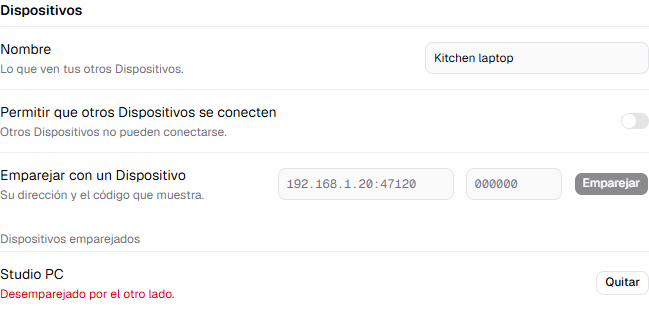 Dispositivos
Nombre
Lo que ven tus otros Dispositivos.
Kitchen laptop
Permitir que otros Dispositivos se conecten
Otros Dispositivos no pueden conectarse.
Emparejar con un Dispositivo
Su dirección y el código que muestra.
192.168.1.20:47120
000000
Emparejar
Dispositivos emparejados
Studio PC
Desemparejado por el otro lado.
Quitar